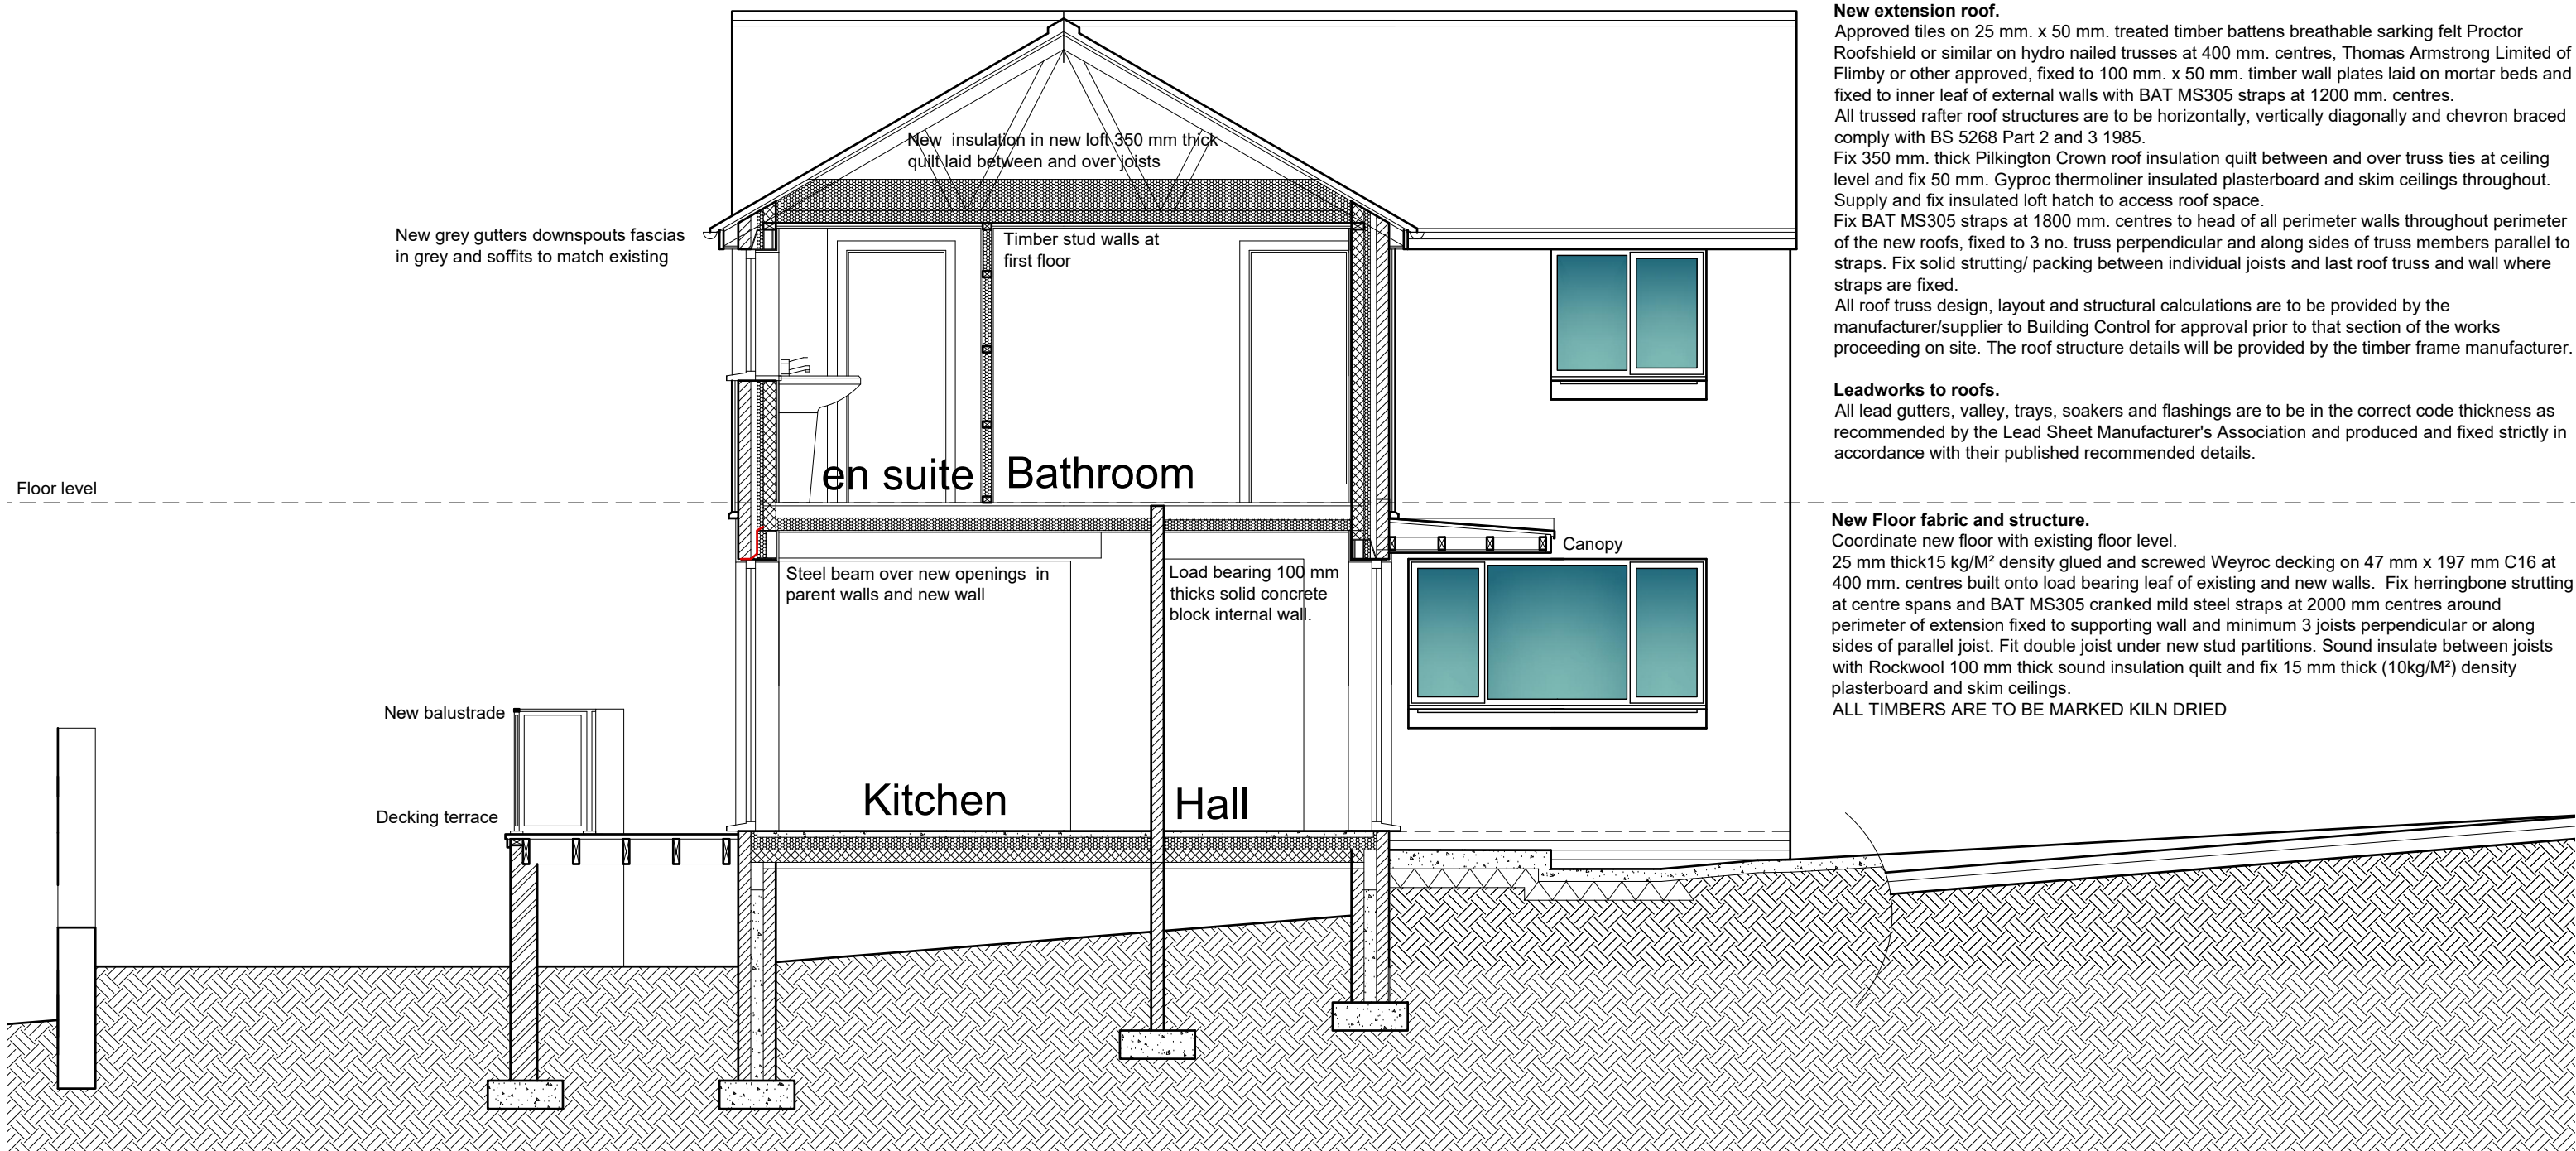 New extension roof.
Approved tiles on 25 mm. x 50 mm. treated timber battens breathable sarking felt Proctor
Roofshield or similar on hydro nailed trusses at 400 mm. centres, Thomas Armstrong Limited of
Flimby or other approved, fixed to 100 mm. x 50 mm. timber wall plates laid on mortar beds and
fixed to inner leaf of external walls with BAT MS305 straps at 1200 mm. centres.
All trussed rafter roof structures are to be horizontally, vertically diagonally and chevron braced
comply with BS 5268 Part 2 and 3 1985.
Fix 350 mm. thick Pilkington Crown roof insulation quilt between and over truss ties at ceiling
level and fix 50 mm. Gyproc thermoliner insulated plasterboard and skim ceilings throughout.
Supply and fix insulated loft hatch to access roof space.
Fix BAT MS305 straps at 1800 mm. centres to head of all perimeter walls throughout perimeter
of the new roofs, fixed to 3 no. truss perpendicular and along sides of truss members parallel to
straps. Fix solid strutting/ packing between individual joists and last roof truss and wall where
straps are fixed.
All roof truss design, layout and structural calculations are to be provided by the
manufacturer/supplier to Building Control for approval prior to that section of the works
proceeding on site. The roof structure details will be provided by the timber frame manufacturer.
Leadworks to roofs.
All lead gutters, valley, trays, soakers and flashings are to be in the correct code thickness as
recommended by the Lead Sheet Manufacturer's Association and produced and fixed strictly in
accordance with their published recommended details.
New Floor fabric and structure.
Coordinate new floor with existing floor level.
25 mm thick15 kg/M² density glued and screwed Weyroc decking on 47 mm x 197 mm C16 at
400 mm. centres built onto load bearing leaf of existing and new walls.  Fix herringbone strutting
at centre spans and BAT MS305 cranked mild steel straps at 2000 mm centres around
perimeter of extension fixed to supporting wall and minimum 3 joists perpendicular or along
sides of parallel joist. Fit double joist under new stud partitions. Sound insulate between joists
with Rockwool 100 mm thick sound insulation quilt and fix 15 mm thick (10kg/M²) density
plasterboard and skim ceilings.
ALL TIMBERS ARE TO BE MARKED KILN DRIED
New  insulation in new loft 350 mm thick
quilt laid between and over joists
New grey gutters downspouts fascias
in grey and soffits to match existing
Timber stud walls at
first floor
en suite
Bathroom
Floor level
Canopy
Steel beam over new openings  in
parent walls and new wall
Load bearing 100 mm
thicks solid concrete
block internal wall.
New balustrade
Decking terrace
Kitchen
Hall